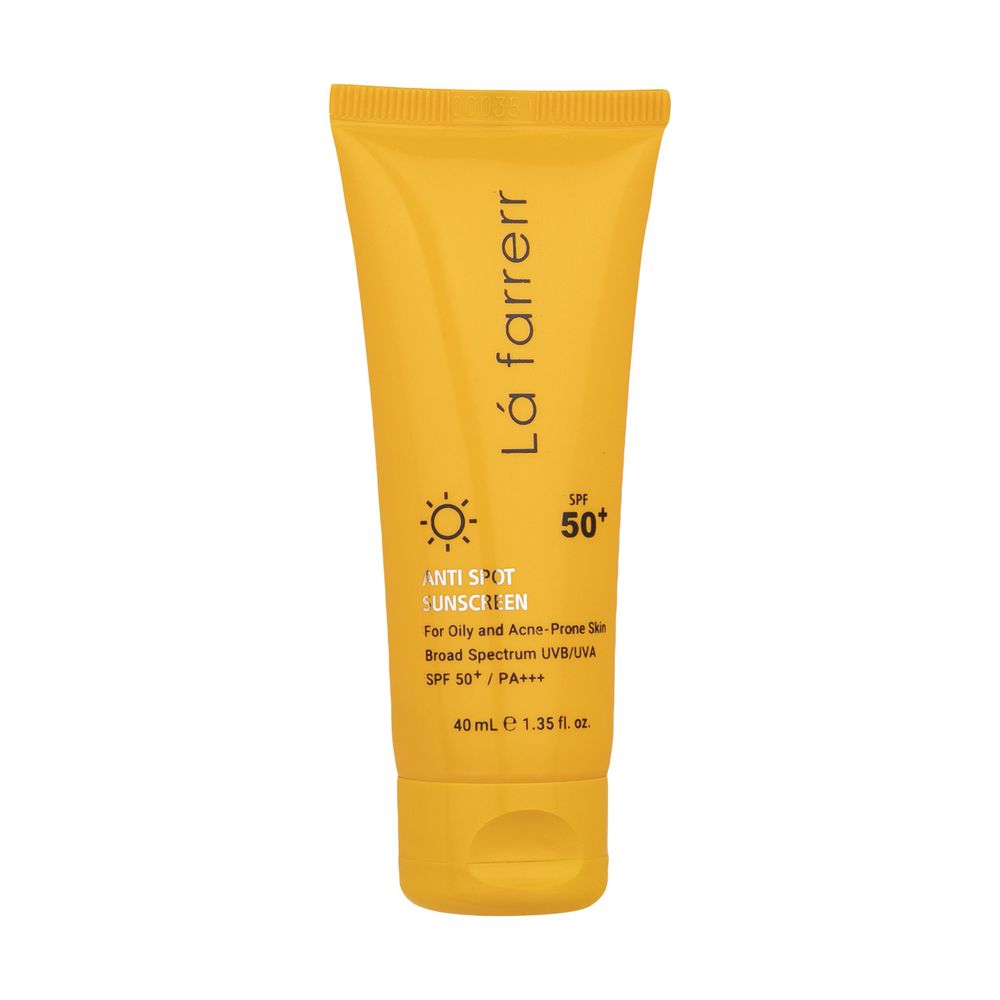 000351
Lá farrerr
SPF
50+
ANTI SPOT
SUNSCREEN
For Oily and Acne-Prone Skin
Broad Spectrum UVB/UVA
SPF 50+ / PA+++
40 mL ℮ 1.35 fl. oz.